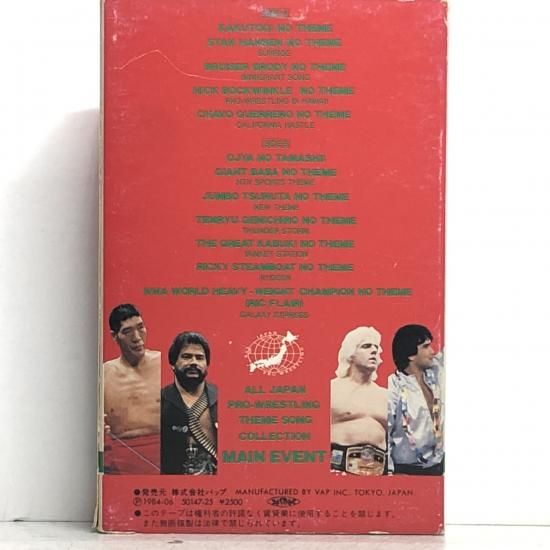 SIDE A
KAKUTOGI NO THEME
STAN HANSEN NO THEME
SUNRISE
BRUISER BRODY NO THEME
IMMIGRANT SONG
NICK BOCKWINKLE NO THEME
PRO-WRESTLING IN HAWAII
CHAVO GUERRERO NO THEME
CALIFORNIA HASTLE
SIDE B
OJYA NO TAMASHII
GIANT BABA NO THEME
NTV SPORTS THEME
JUMBO TSURUTA NO THEME
NEW THEME
TENRYU GENICHIRO NO THEME
THUNDER STORM
THE GREAT KABUKI NO THEME
YANKEY STATION
RICKY STEAMBOAT NO THEME
RYDEEN
NWA WORLD HEAVY-WEIGHT CHAMPION NO THEME
(RIC FLAIR)
GALAXY EXPRESS
ALL JAPAN
PRO-WRESTLING
THEME SONG
COLLECTION
MAIN EVENT
●発売元 株式会社バップ MANUFACTURED BY VAP INC. TOKYO. JAPAN
Ⓟ1984-06 50147-25 ¥2500
●このテープは権利者の許諾なく賃貸業に使用することを禁じます。
また無断複製は法律で禁じられています。